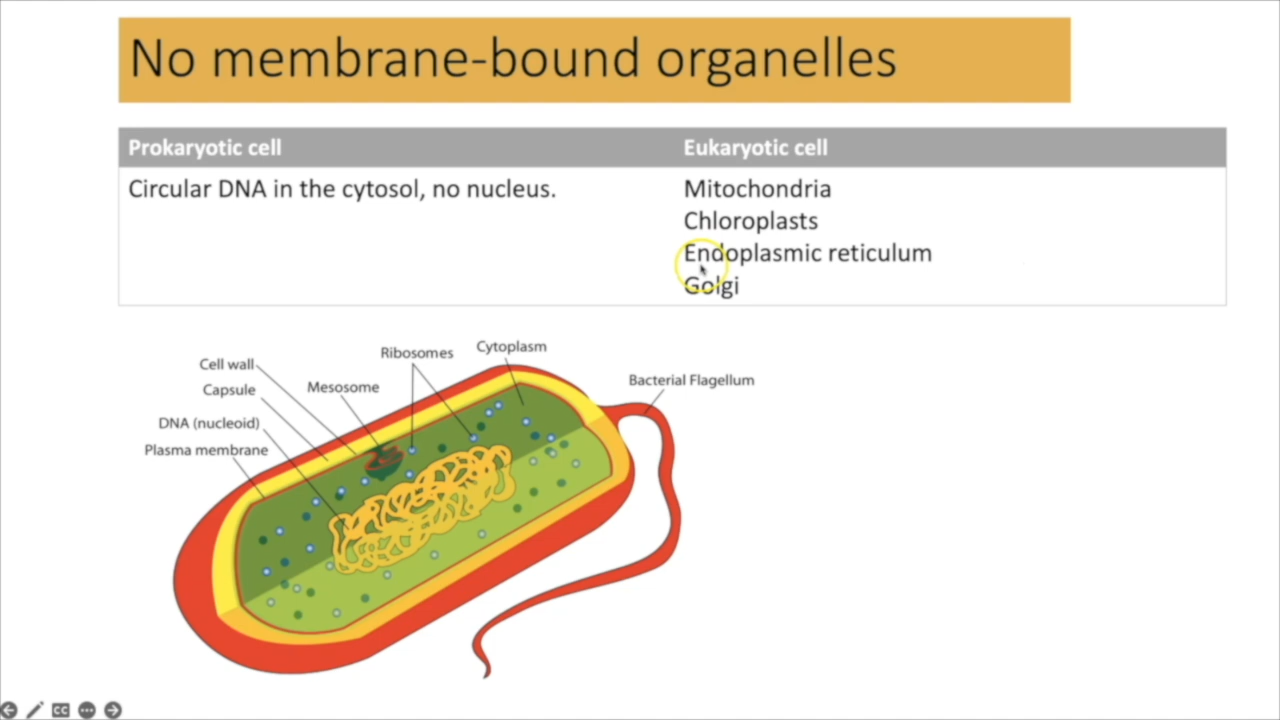 No membrane-bound organelles
Prokaryotic cell
Eukaryotic cell
Circular DNA in the cytosol, no nucleus.
Mitochondria
Chloroplasts
Endoplasmic reticulum
Golgi
Cell wall
Capsule
DNA (nucleoid)
Plasma membrane
Mesosome
Ribosomes
Cytoplasm
Bacterial Flagellum
CC